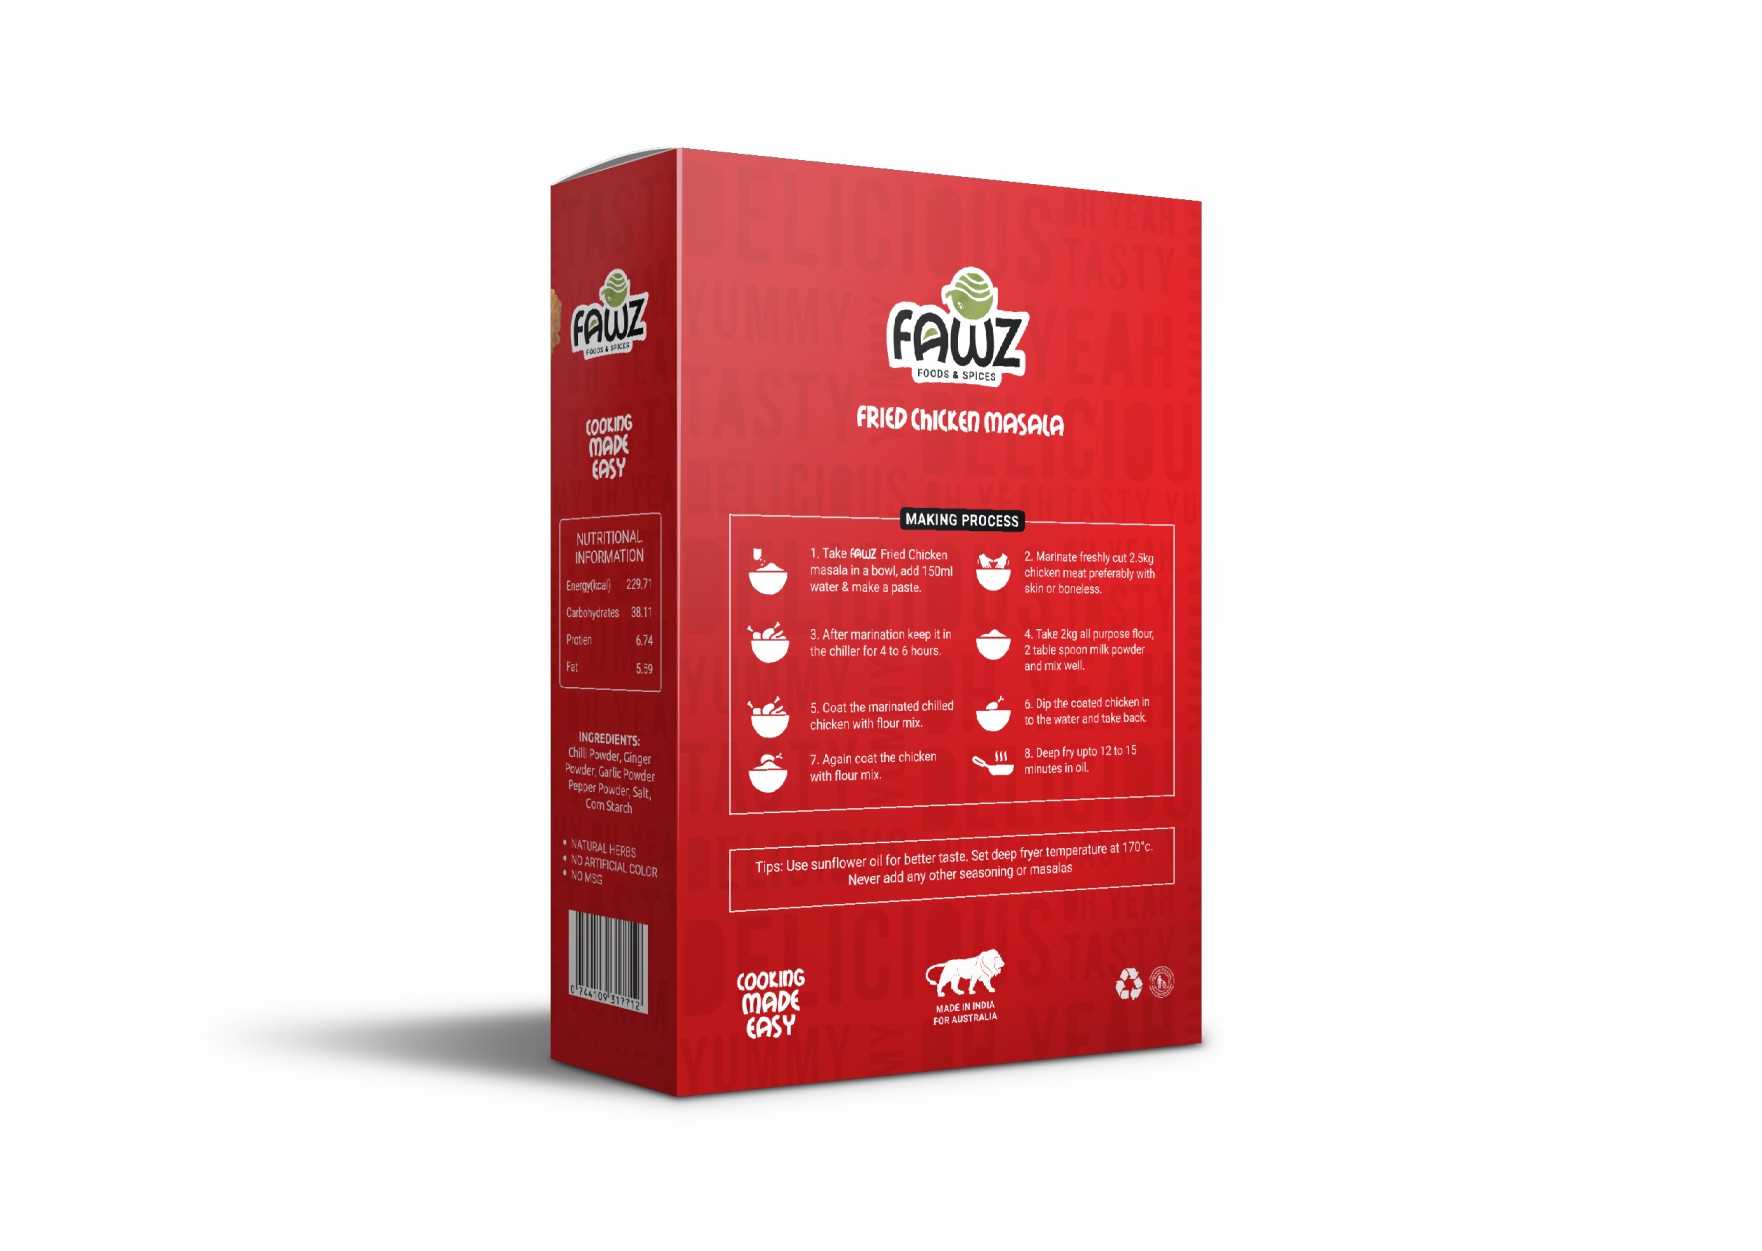 FAWZ
FOODS & SPICES
COOKING
MADE
EASY
NUTRITIONAL
INFORMATION
Energy(kcal) 229.71
Carbohydrates 38.11
Protien 6.74
Fat 5.59
INGREDIENTS:
Chilli Powder, Ginger
Powder, Garlic Powder
Pepper Powder, Salt,
Corn Starch
• NATURAL HERBS
• NO ARTIFICIAL COLOR
• NO MSG
0 744109 317712
DELICIOUS
OH YEAH
TASTY
YUMMY
FAWZ
FOODS & SPICES
FRIED CHICKEN MASALA
MAKING PROCESS
1. Take FAWZ Fried Chicken
masala in a bowl, add 150ml
water & make a paste.
2. Marinate freshly cut 2.5kg
chicken meat preferably with
skin or boneless.
3. After marination keep it in
the chiller for 4 to 6 hours.
4. Take 2kg all purpose flour,
2 table spoon milk powder
and mix well.
5. Coat the marinated chilled
chicken with flour mix.
6. Dip the coated chicken in
to the water and take back.
7. Again coat the chicken
with flour mix.
8. Deep fry upto 12 to 15
minutes in oil.
Tips: Use sunflower oil for better taste. Set deep fryer temperature at 170°c.
Never add any other seasoning or masalas
COOKING
MADE
EASY
MADE IN INDIA
FOR AUSTRALIA